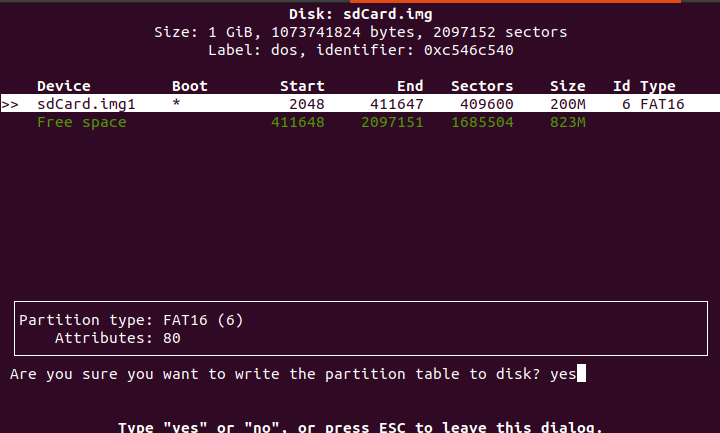 Disk: sdCard.img
Size: 1 GiB, 1073741824 bytes, 2097152 sectors
Label: dos, identifier: 0xc546c540
Device Boot Start End Sectors Size Id Type
>> sdCard.img1 * 2048 411647 409600 200M 6 FAT16
Free space 411648 2097151 1685504 823M
Partition type: FAT16 (6)
Attributes: 80
Are you sure you want to write the partition table to disk? yes
Type "yes" or "no", or press ESC to leave this dialog.